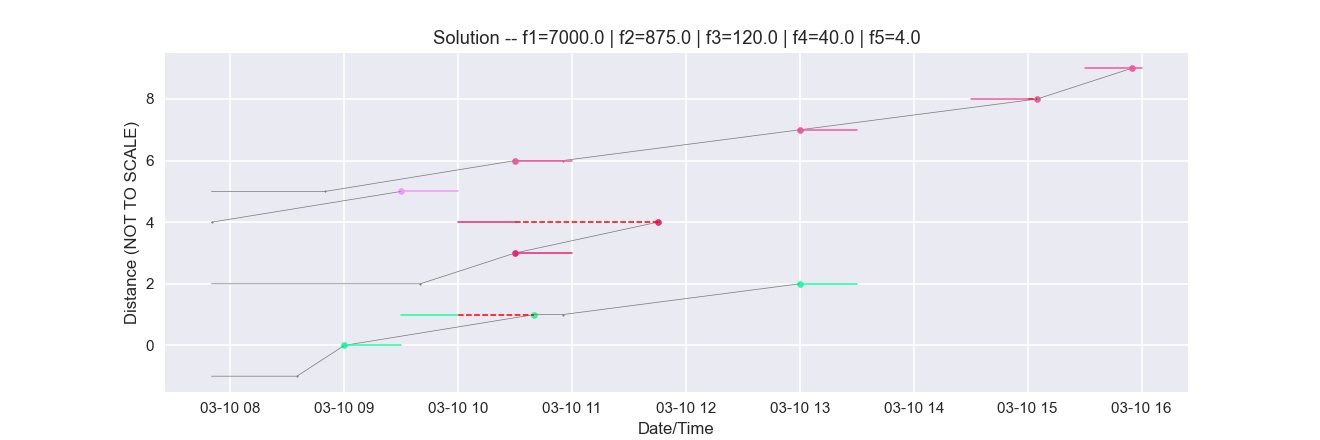 Solution -- f1=7000.0 | f2=875.0 | f3=120.0 | f4=40.0 | f5=4.0
Distance (NOT TO SCALE)
8
6
4
2
0
03-10 08 03-10 09 03-10 10 03-10 11 03-10 12 03-10 13 03-10 14 03-10 15 03-10 16
Date/Time